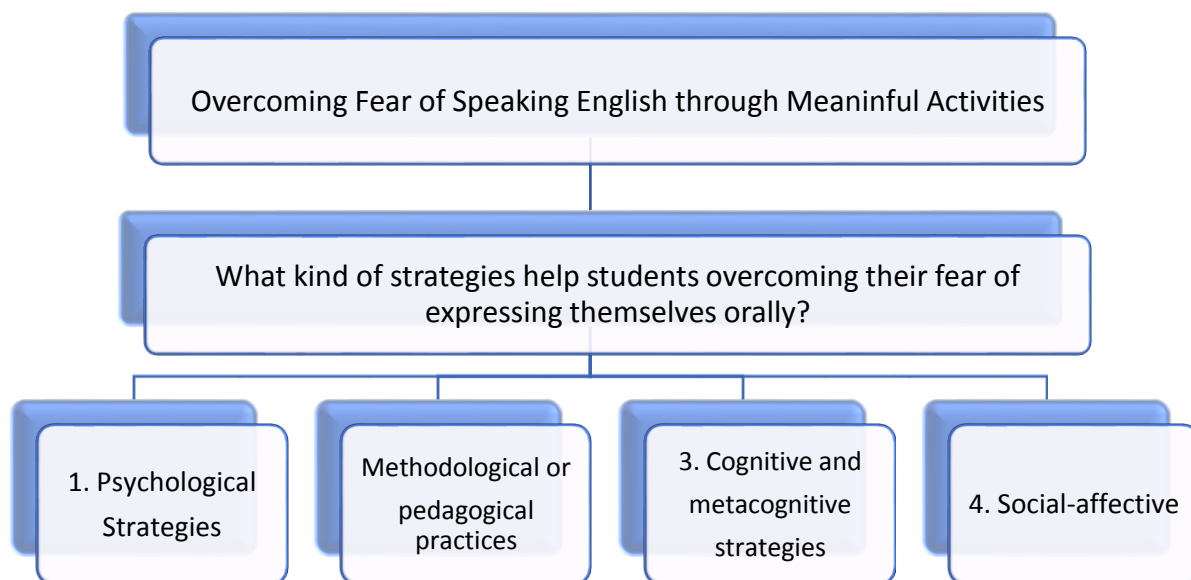 Overcoming Fear of Speaking English through Meaninful Activities
What kind of strategies help students overcoming their fear of
expressing themselves orally?
1. Psychological
Strategies
Methodological or
pedagogical
practices
3. Cognitive and
metacognitive
strategies
4. Social-affective